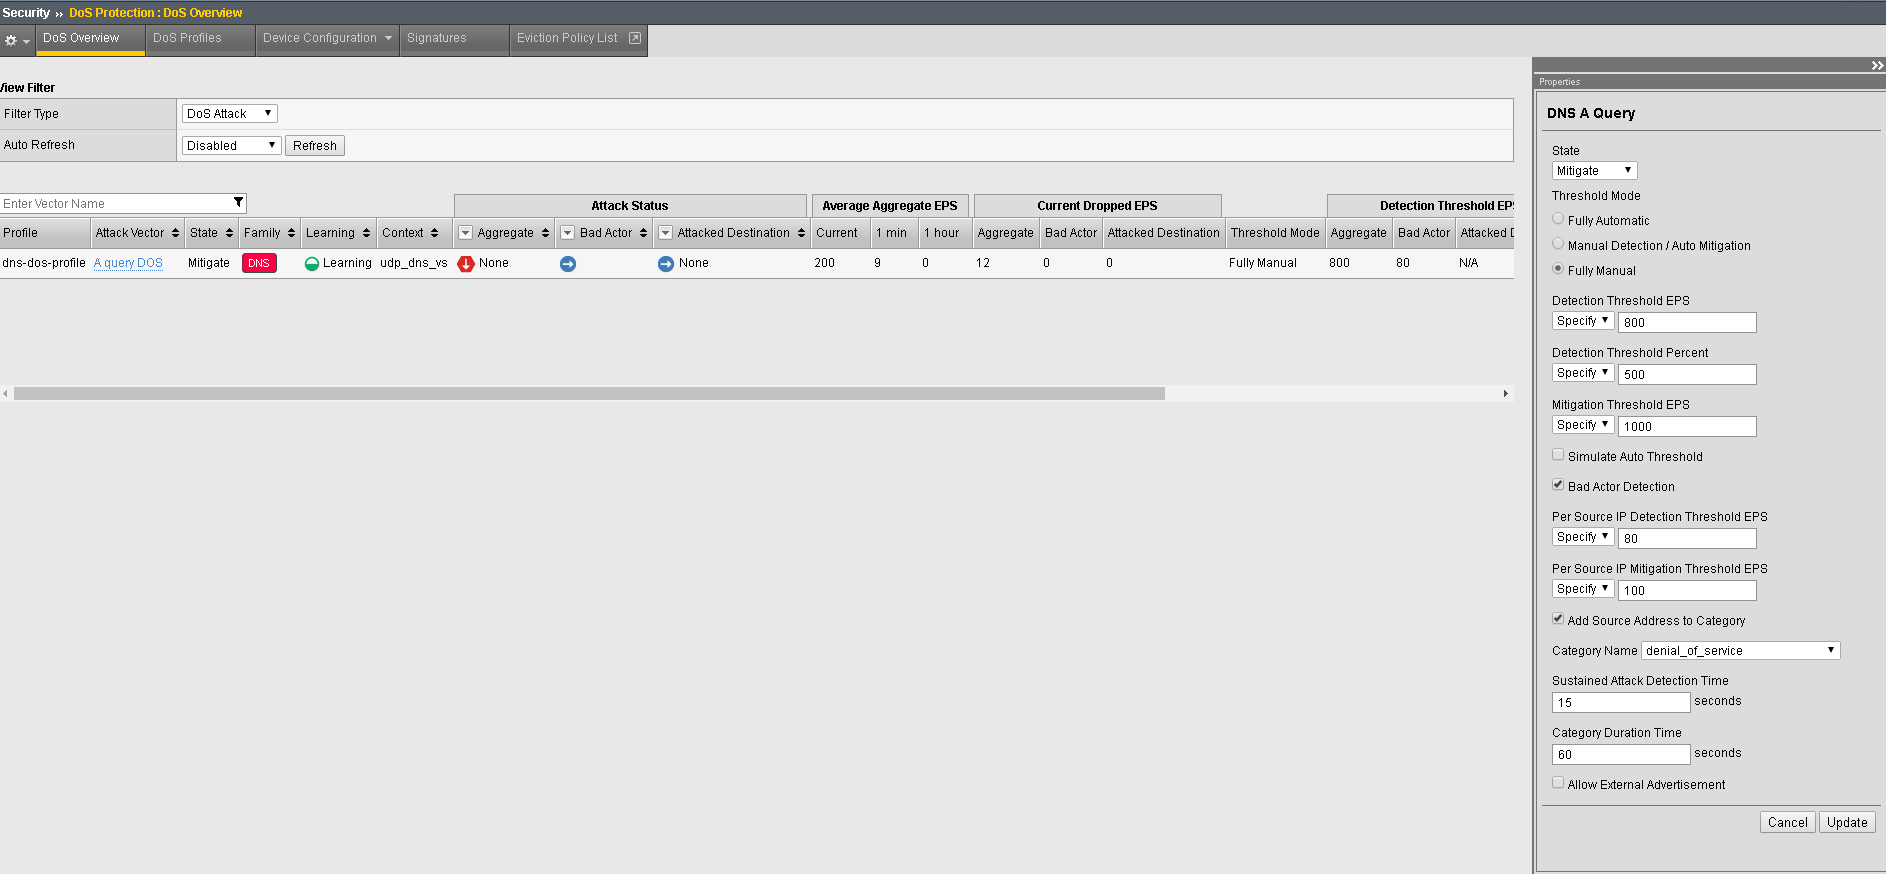 Security ›› DoS Protection : DoS Overview
DoS Overview
DoS Profiles
Device Configuration
Signatures
Eviction Policy List
View Filter
Filter Type
DoS Attack
Auto Refresh
Disabled
Refresh
Enter Vector Name
Attack Status
Average Aggregate EPS
Current Dropped EPS
Detection Threshold EPS
Profile
Attack Vector
State
Family
Learning
Context
Aggregate
Bad Actor
Attacked Destination
Current
1 min
1 hour
Aggregate
Bad Actor
Attacked Destination
Threshold Mode
Aggregate
Bad Actor
Attacked D
dns-dos-profile
A query DOS
Mitigate
DNS
Learning
udp_dns_vs
None
None
200
9
0
12
0
0
Fully Manual
800
80
N/A
Properties
DNS A Query
State
Mitigate
Threshold Mode
Fully Automatic
Manual Detection / Auto Mitigation
Fully Manual
Detection Threshold EPS
Specify 800
Detection Threshold Percent
Specify 500
Mitigation Threshold EPS
Specify 1000
Simulate Auto Threshold
Bad Actor Detection
Per Source IP Detection Threshold EPS
Specify 80
Per Source IP Mitigation Threshold EPS
Specify 100
Add Source Address to Category
Category Name denial_of_service
Sustained Attack Detection Time
15 seconds
Category Duration Time
60 seconds
Allow External Advertisement
Cancel
Update